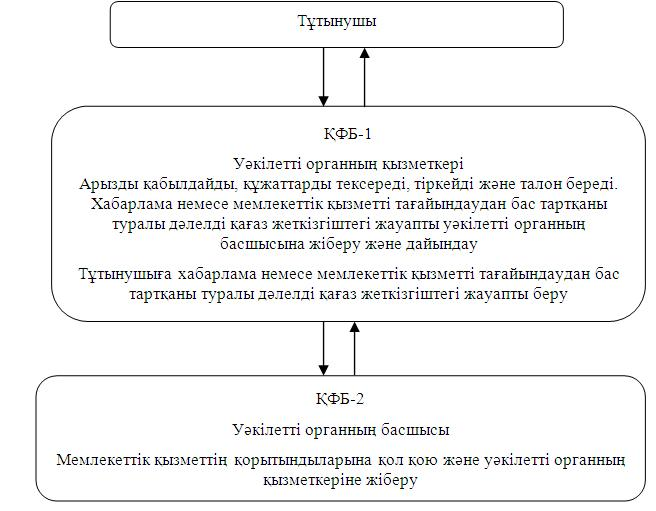 Тұтынушы
ҚФБ-1
Уәкілетті органның қызметкері
Арызды қабылдайды, құжаттарды тексереді, тіркейді және талон береді.
Хабарлама немесе мемлекеттік қызметті тағайындаудан бас тартқаны
туралы дәлелді қағаз жеткізгіштегі жауапты уәкілетті органның
басшысына жіберу және дайындау
Тұтынушыға хабарлама немесе мемлекеттік қызметті тағайындаудан бас
тартқаны туралы дәлелді қағаз жеткізгіштегі жауапты беру
ҚФБ-2
Уәкілетті органның басшысы
Мемлекеттік қызметтің қорытындыларына қол қою және уәкілетті органның
қызметкеріне жіберу